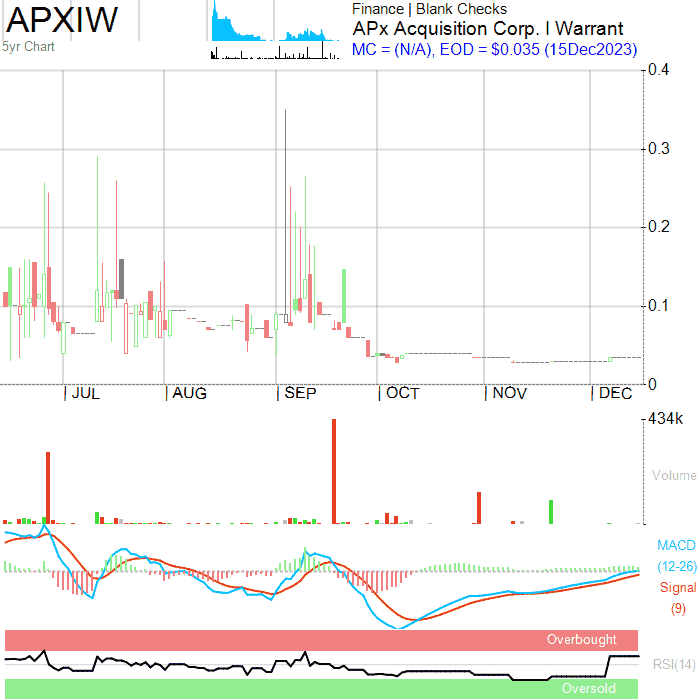 APXIW
5yr Chart
Finance | Blank Checks
APx Acquisition Corp. I Warrant
MC = (N/A), EOD = $0.035 (15Dec2023)
0.4
0.3
0.2
0.1
0
| JUL | AUG | SEP | OCT | NOV | DEC
434k
Volume
MACD
(12-26)
Signal
(9)
Overbought
RSI(14)
Oversold